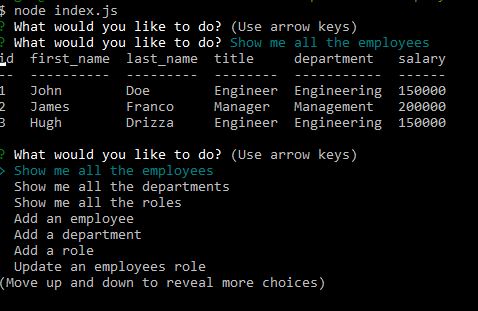 $ node index.js
? What would you like to do? (Use arrow keys)
? What would you like to do? Show me all the employees
id  first_name  last_name  title     department   salary
--  ----------  ---------  --------  -----------  ------
1   John        Doe        Engineer  Engineering  150000
2   James       Franco     Manager   Management   200000
3   Hugh        Drizza     Engineer  Engineering  150000
? What would you like to do? (Use arrow keys)
> Show me all the employees
  Show me all the departments
  Show me all the roles
  Add an employee
  Add a department
  Add a role
  Update an employees role
(Move up and down to reveal more choices)